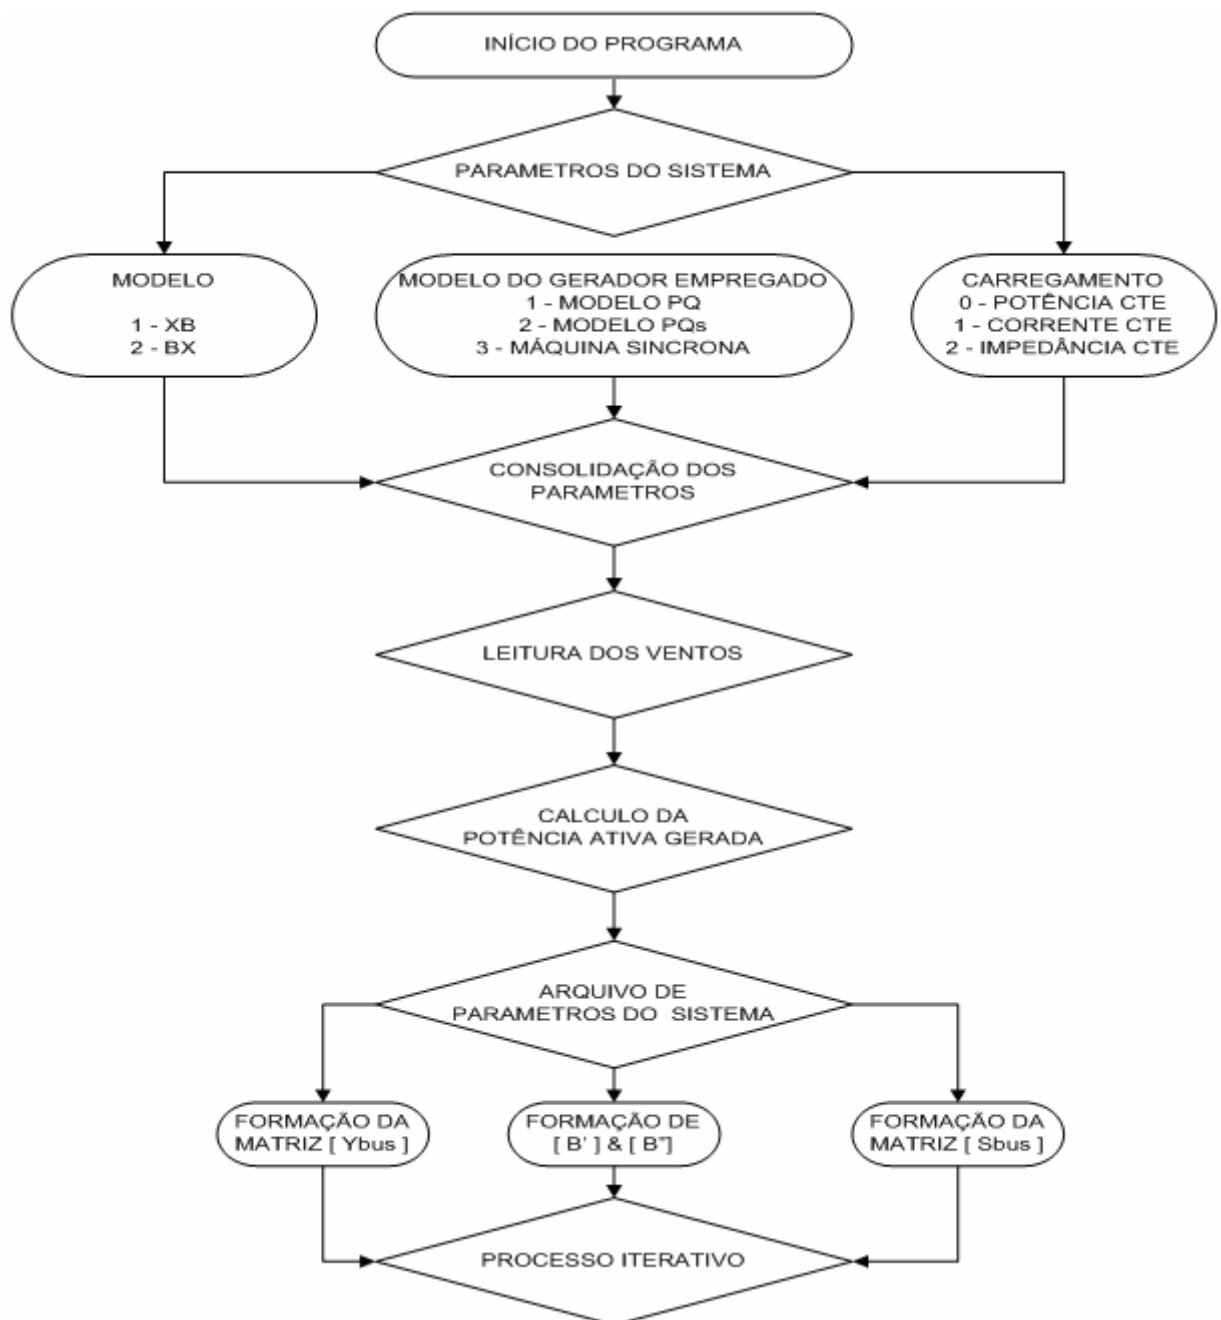 INÍCIO DO PROGRAMA
PARAMETROS DO SISTEMA
MODELO
1 - XB
2 - BX
MODELO DO GERADOR EMPREGADO
1 - MODELO PQ
2 - MODELO PQs
3 - MÁQUINA SINCRONA
CARREGAMENTO
0 - POTÊNCIA CTE
1 - CORRENTE CTE
2 - IMPEDÂNCIA CTE
CONSOLIDAÇÃO DOS
PARAMETROS
LEITURA DOS VENTOS
CALCULO DA
POTÊNCIA ATIVA GERADA
ARQUIVO DE
PARAMETROS DO SISTEMA
FORMAÇÃO DA
MATRIZ [ Ybus ]
FORMAÇÃO DE
[ B' ] & [ B"]
FORMAÇÃO DA
MATRIZ [ Sbus ]
PROCESSO ITERATIVO